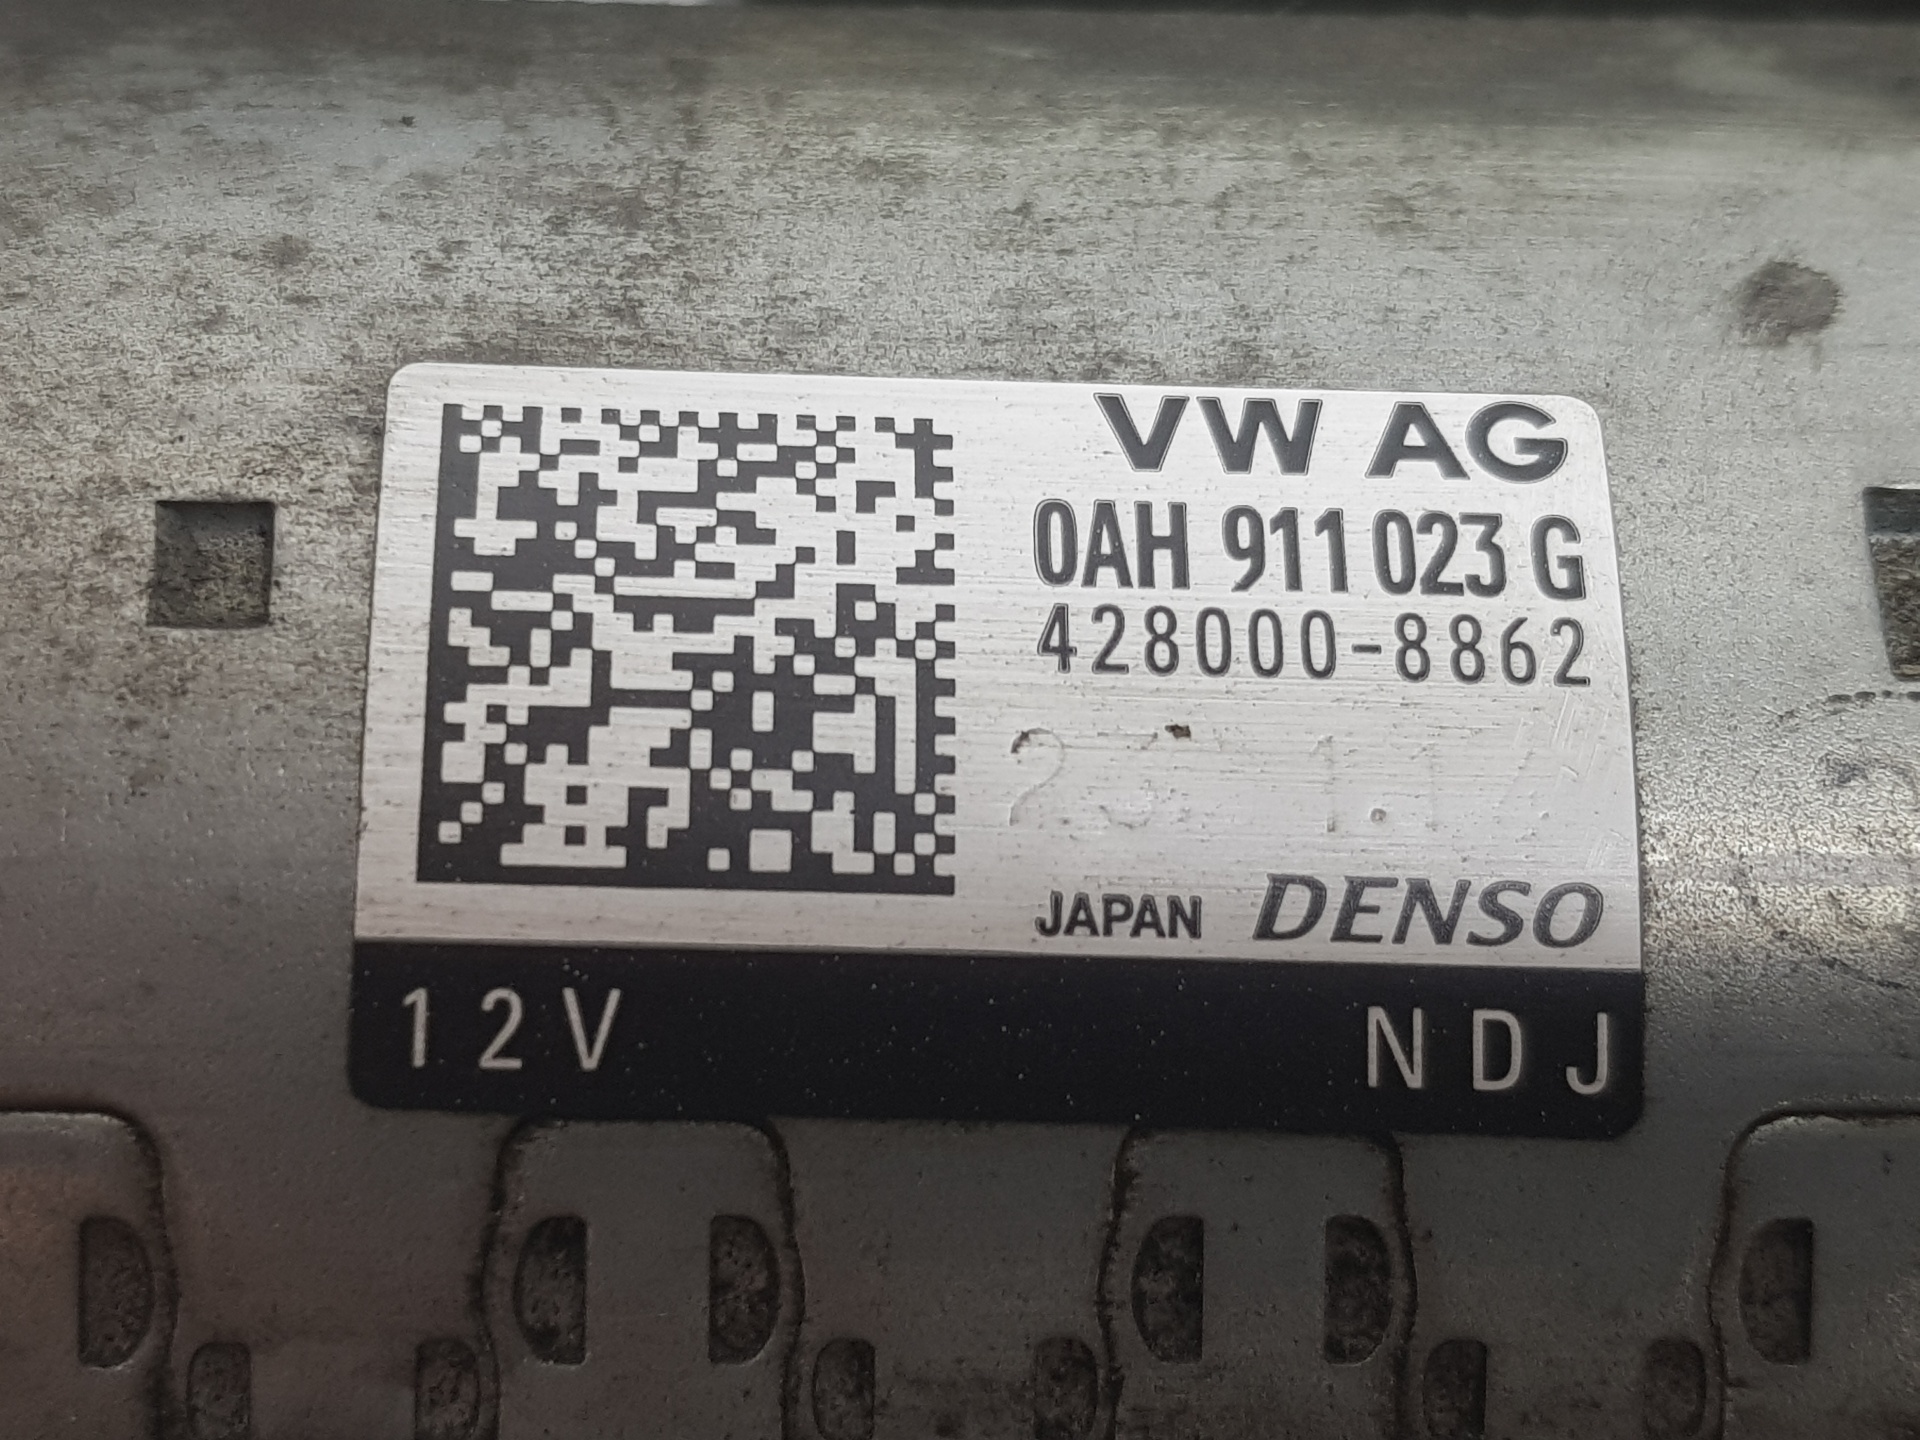 VW AG
0AH 911 023 G
428000-8862
JAPAN DENSO
12V NDJ